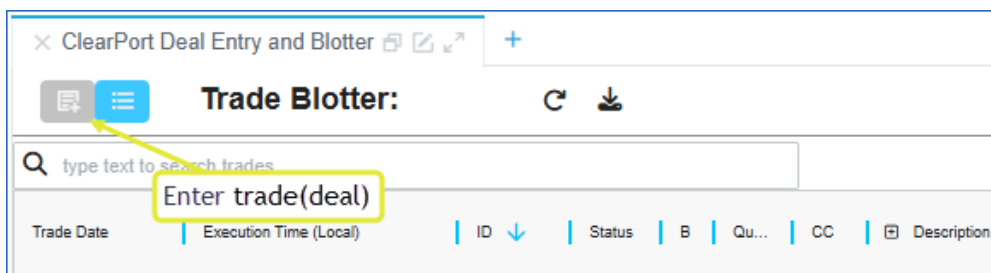 ClearPort Deal Entry and Blotter
Trade Blotter:
type text to search trades
Enter trade(deal)
Trade Date Execution Time (Local) ID Status B Qu... CC Description